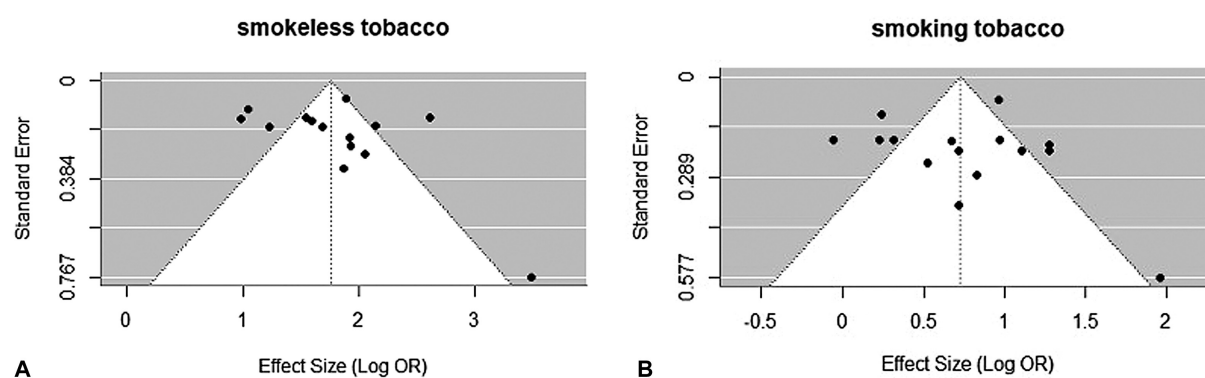 smokeless tobacco
Standard Error
0
0.384
0.767
0
1
2
3
Effect Size (Log OR)
A
smoking tobacco
Standard Error
0
0.289
0.577
-0.5
0
0.5
1
1.5
2
Effect Size (Log OR)
B